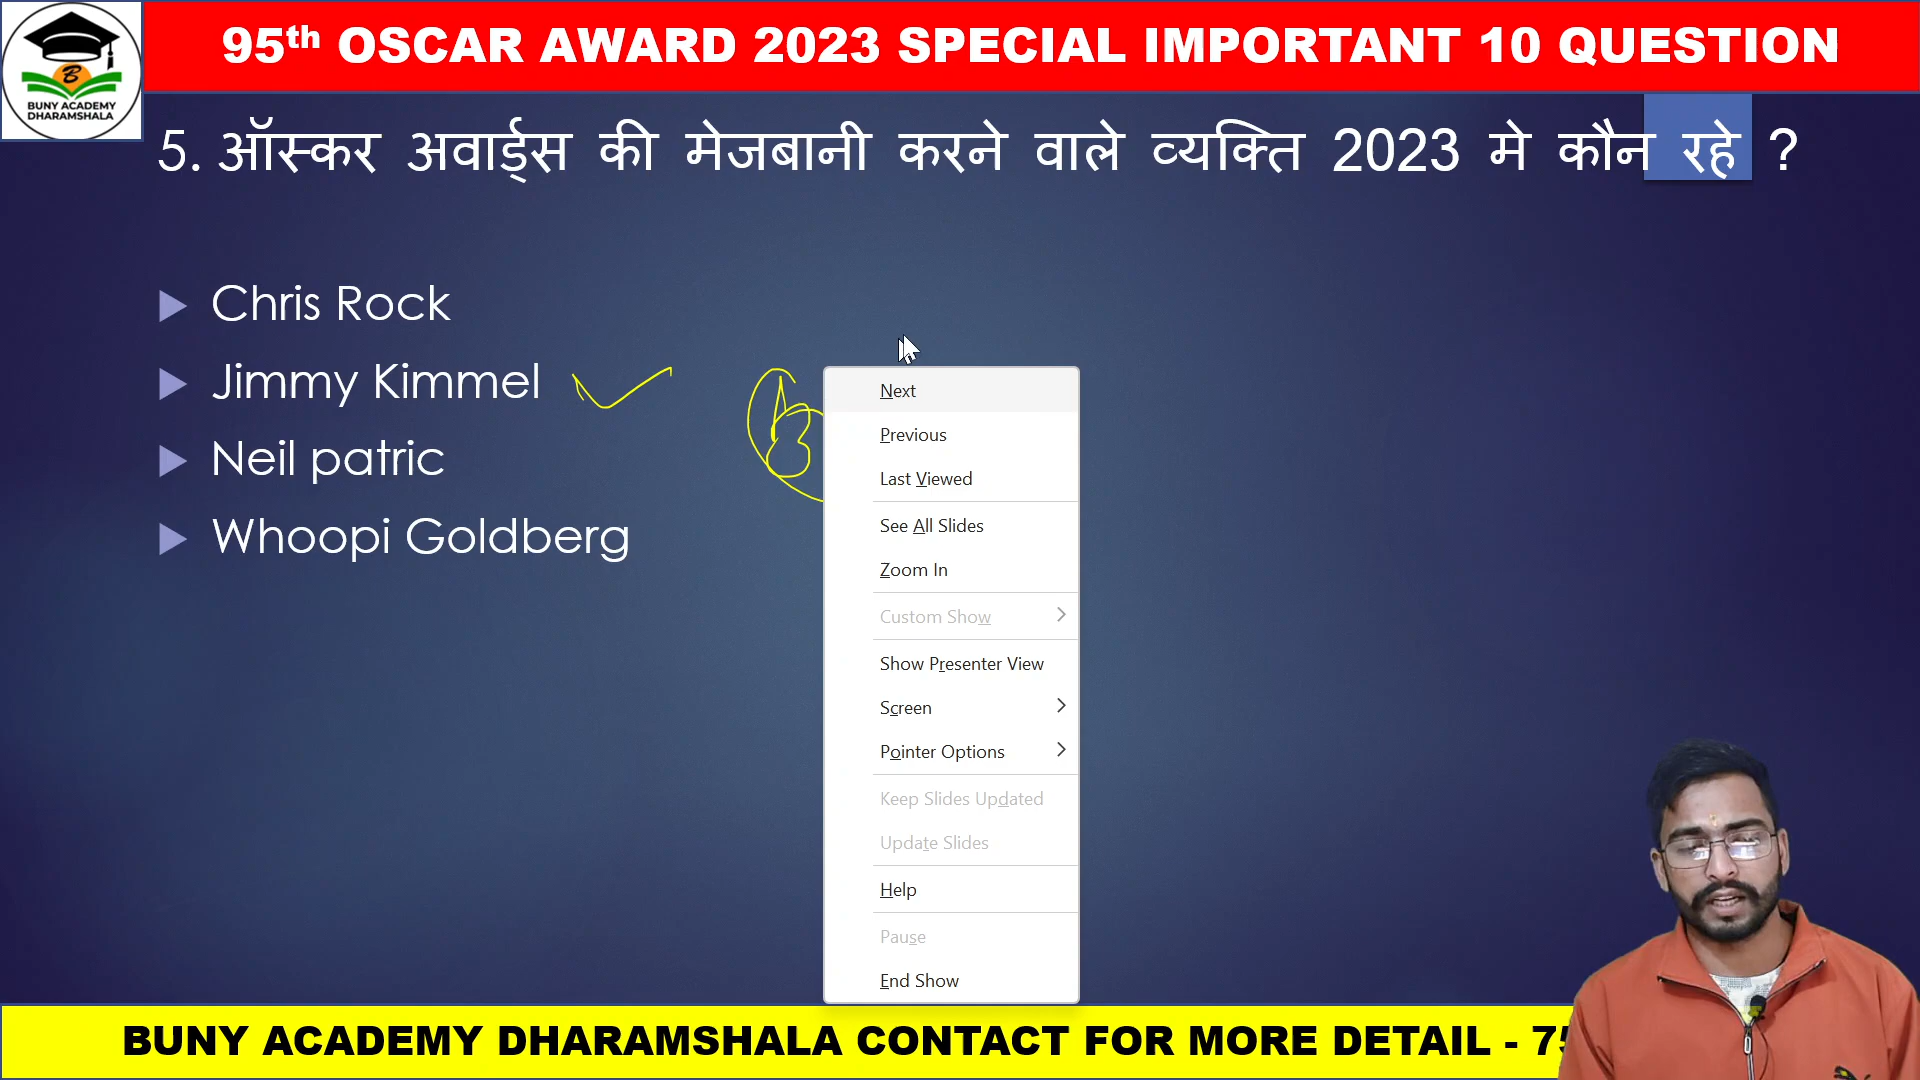 95th OSCAR AWARD 2023 SPECIAL IMPORTANT 10 QUESTION
B
BUNY ACADEMY
DHARAMSHALA
5. ऑस्कर अवार्ड्स की मेजबानी करने वाले व्यक्ति 2023 मे कौन रहे ?
Chris Rock
Jimmy Kimmel
Neil patric
Whoopi Goldberg
Next
Previous
Last Viewed
See All Slides
Zoom In
Custom Show
Show Presenter View
Screen
Pointer Options
Keep Slides Updated
Update Slides
Help
Pause
End Show
BUNY ACADEMY DHARAMSHALA CONTACT FOR MORE DETAIL - 75